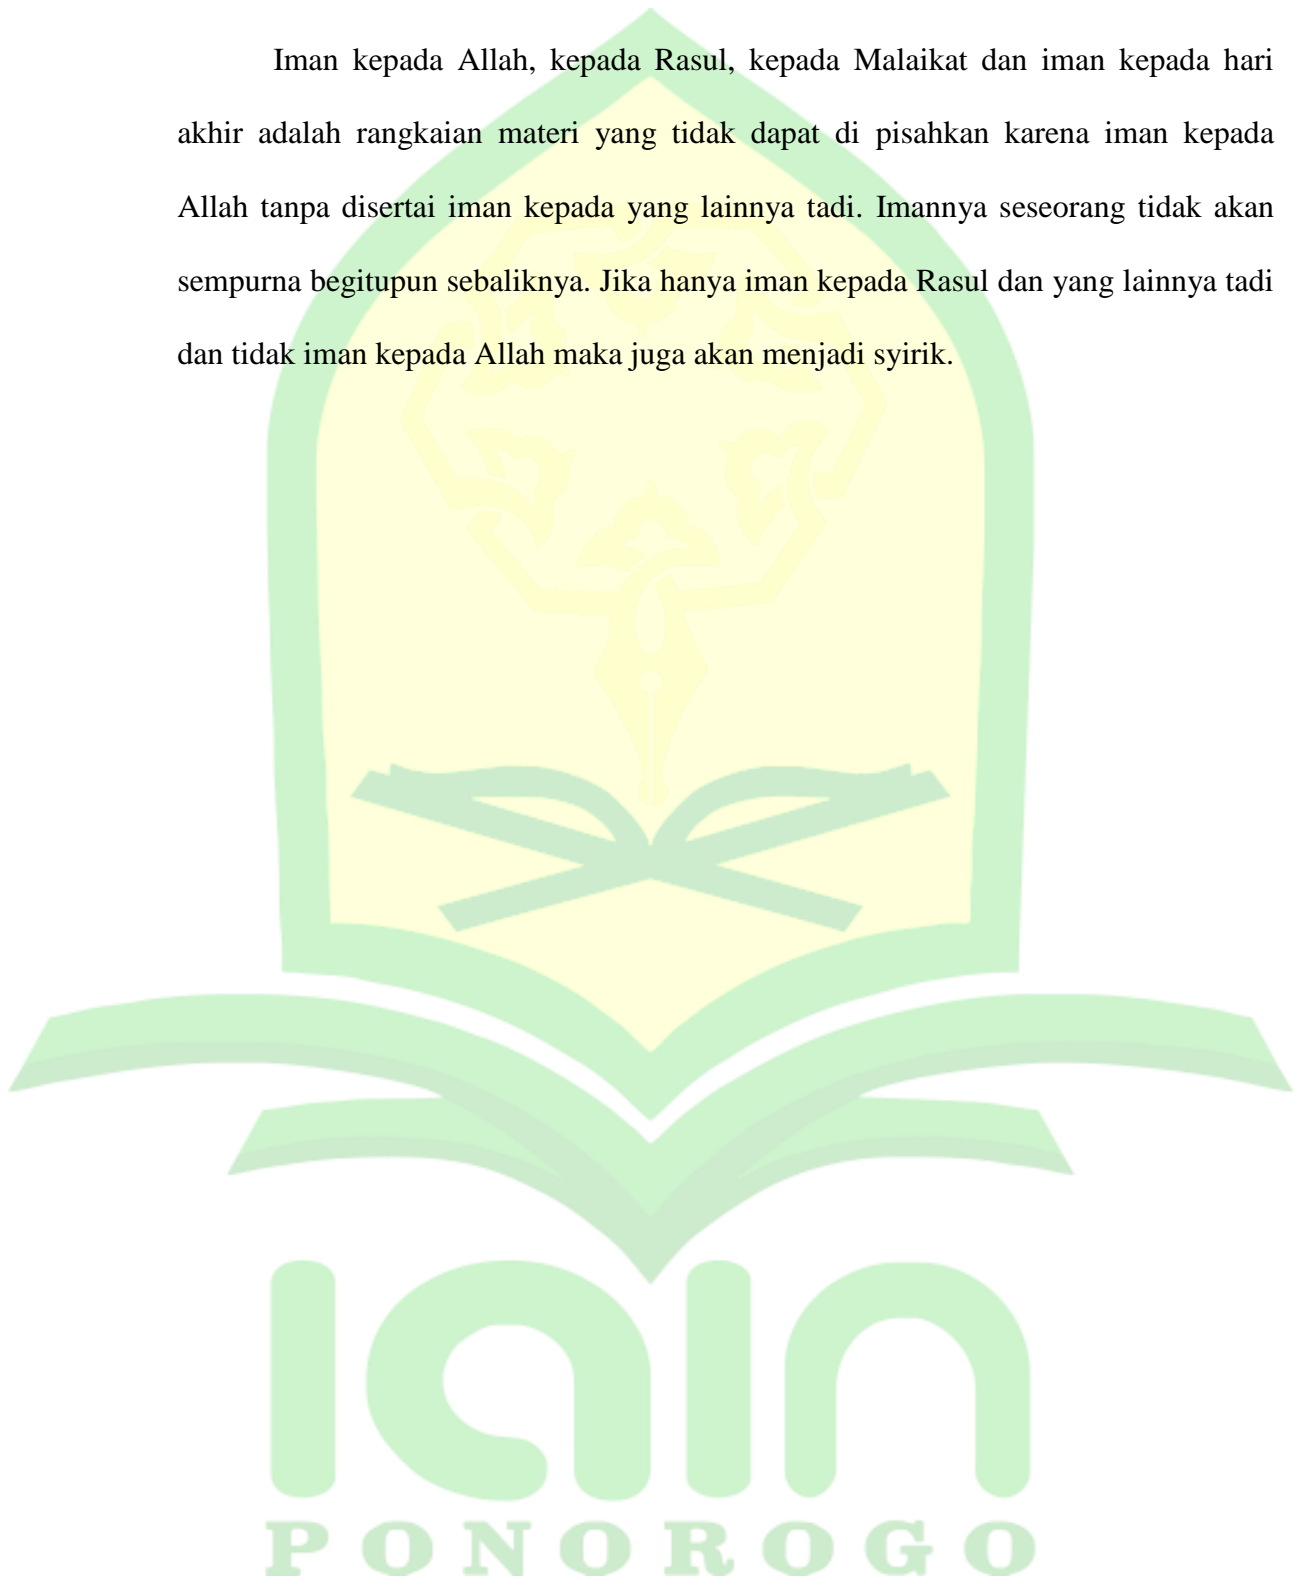 Iman kepada Allah, kepada Rasul, kepada Malaikat dan iman kepada hari
akhir adalah rangkaian materi yang tidak dapat di pisahkan karena iman kepada
Allah tanpa disertai iman kepada yang lainnya tadi. Imannya seseorang tidak akan
sempurna begitupun sebaliknya. Jika hanya iman kepada Rasul dan yang lainnya tadi
dan tidak iman kepada Allah maka juga akan menjadi syirik.
IAIN
PONOROGO